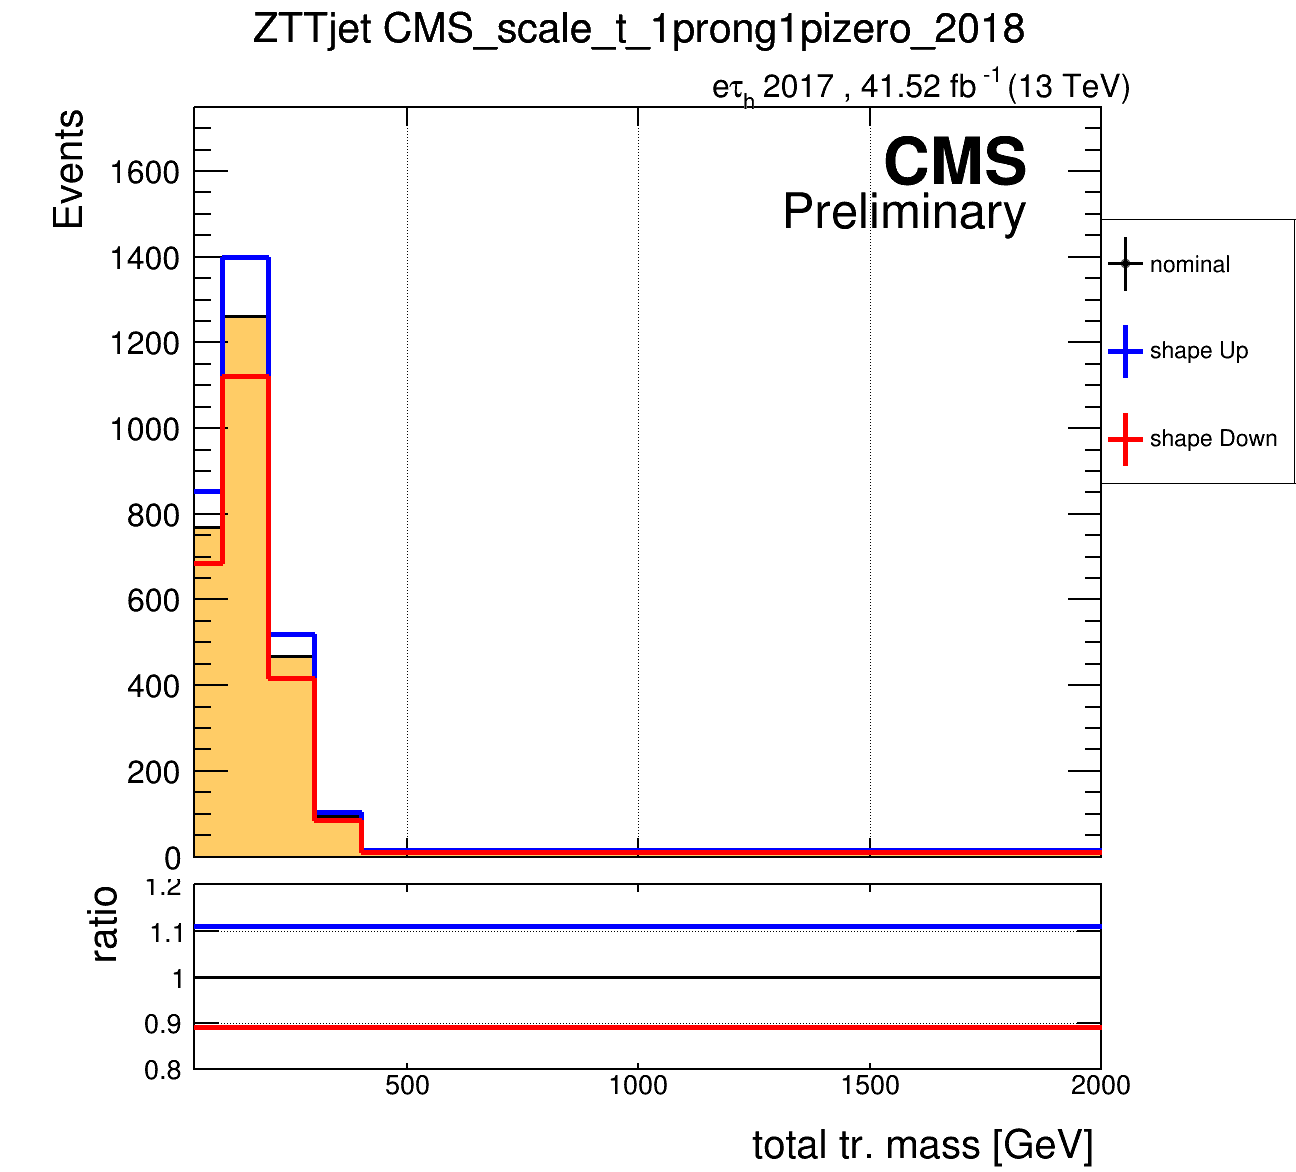 ZTTjet CMS_scale_t_1prong1pizero_2018
eτh 2017 , 41.52 fb -1 (13 TeV)
Events
CMS
Preliminary
1600
1400
1200
1000
800
600
400
200
0
nominal
shape Up
shape Down
ratio
1.2
1.1
1
0.9
0.8
500
1000
1500
2000
total tr. mass [GeV]